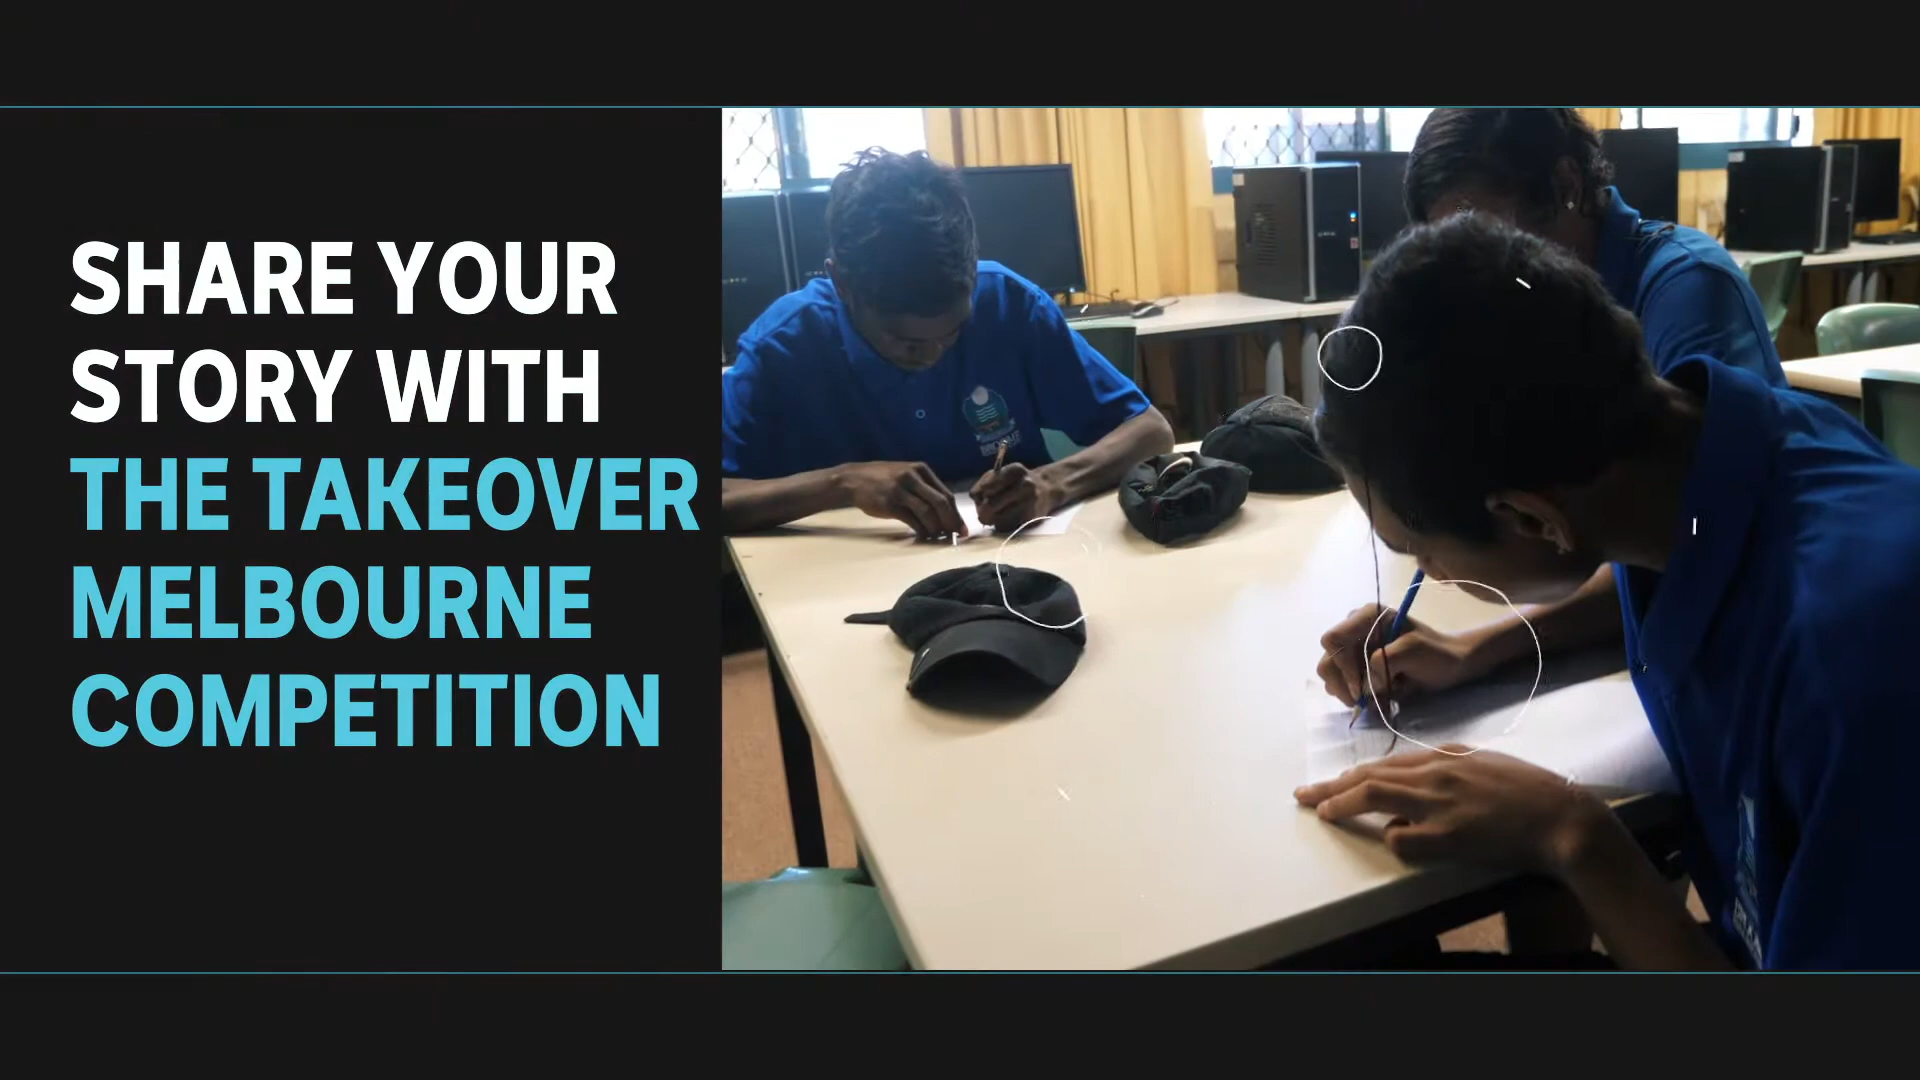 SHARE YOUR
STORY WITH
THE TAKEOVER
MELBOURNE
COMPETITION